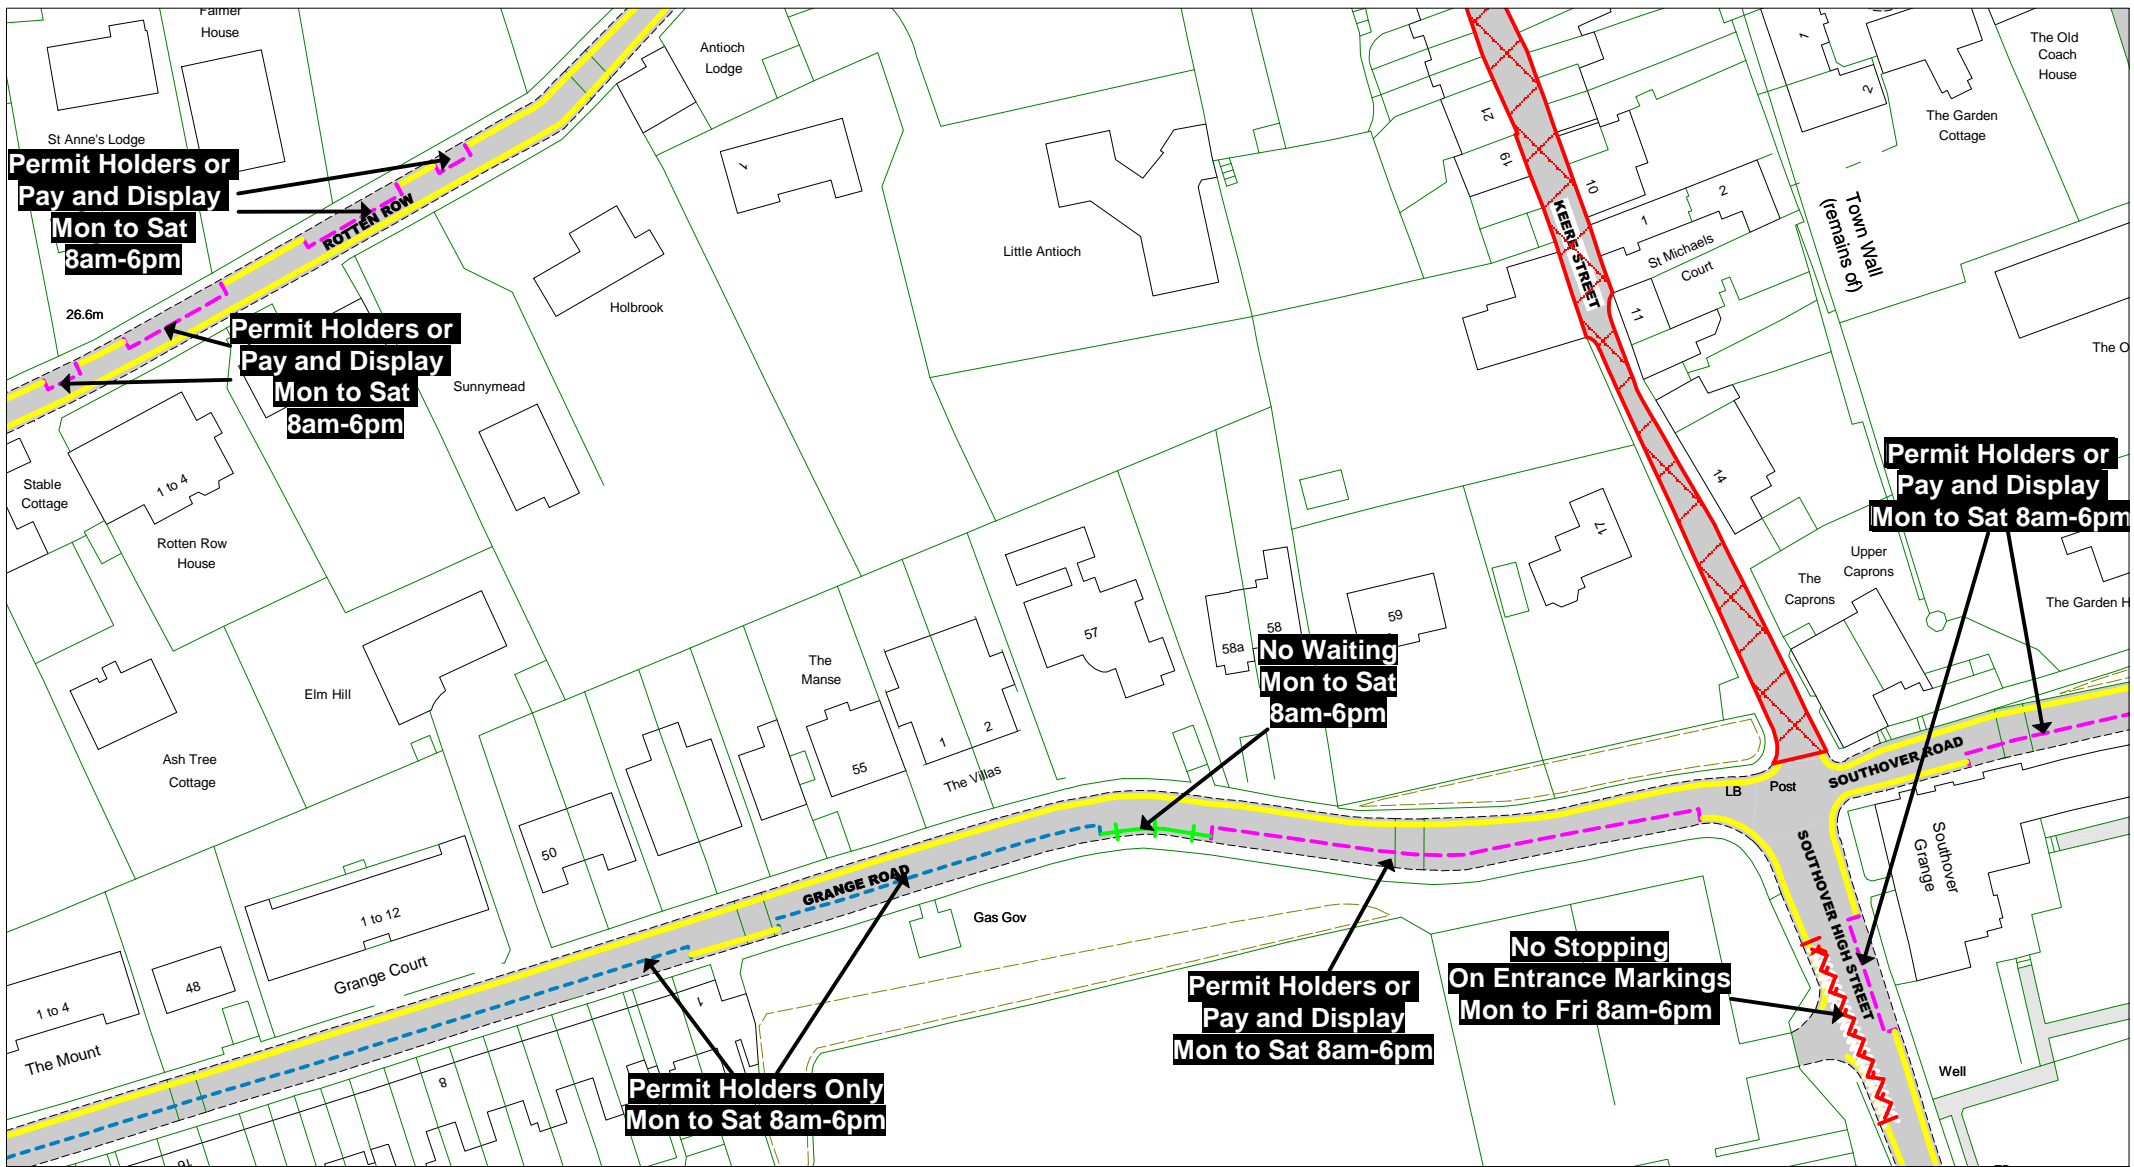 Falmer
House
St Anne's Lodge
Permit Holders or
Pay and Display
Mon to Sat
8am-6pm
ROTTEN ROW
26.6m
Permit Holders or
Pay and Display
Mon to Sat
8am-6pm
Antioch
Lodge
1
Holbrook
Sunnymead
Little Antioch
Stable
Cottage
1 to 4
Rotten Row
House
Elm Hill
Ash Tree
Cottage
21
19
10
KEERE STREET
1
2
St Michaels
Court
11
14
17
1
2
The Old
Coach
House
The Garden
Cottage
Town Wall
(remains of)
The O
Permit Holders or
Pay and Display
Mon to Sat 8am-6pm
Upper
Caprons
The
Caprons
The Garden H
57
58a
58
59
No Waiting
Mon to Sat
8am-6pm
The
Manse
55
1
2
The Villas
50
1 to 12
Grange Court
48
1 to 4
The Mount
GRANGE ROAD
Gas Gov
1
8
16
Permit Holders Only
Mon to Sat 8am-6pm
LB
Post
SOUTHOVER ROAD
SOUTHOVER HIGH STREET
Southover
Grange
Permit Holders or
Pay and Display
Mon to Sat 8am-6pm
No Stopping
On Entrance Markings
Mon to Fri 8am-6pm
Well